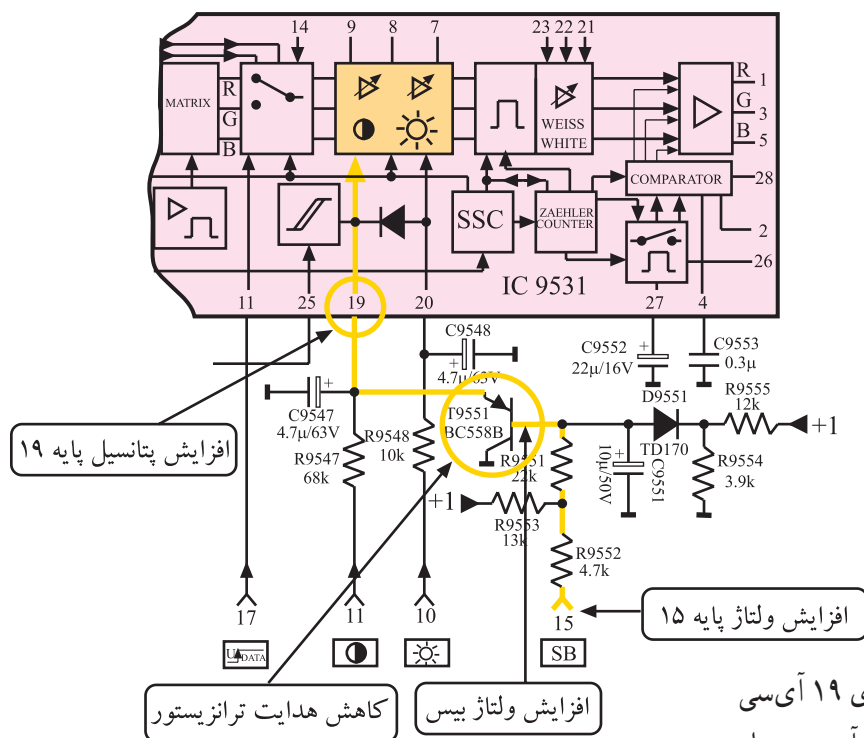 14
9
8
7
23 22 21
MATRIX
R
G
B
WEISS
WHITE
R
1
G
3
B
5
SSC
ZAEHLER
COUNTER
COMPARATOR
28
2
26
IC 9531
11
25
19
20
27
4
C9548
+
4.7μ/63V
C9552
22μ/16V
+
C9553
0.3μ
+
C9547
4.7μ/63V
T9551
BC558B
D9551
TD170
R9555
12k
+1
R9547
68k
R9548
10k
R9551
22k
+
10μ/50V
C9551
R9554
3.9k
+1
R9553
13k
R9552
4.7k
افزایش پتانسیل پایه ۱۹
17
11
10
15
UDATA
SB
افزایش ولتاژ پایه ۱۵
کاهش هدایت ترانزیستور
افزایش ولتاژ بیس
ی ۱۹ آی‌سی